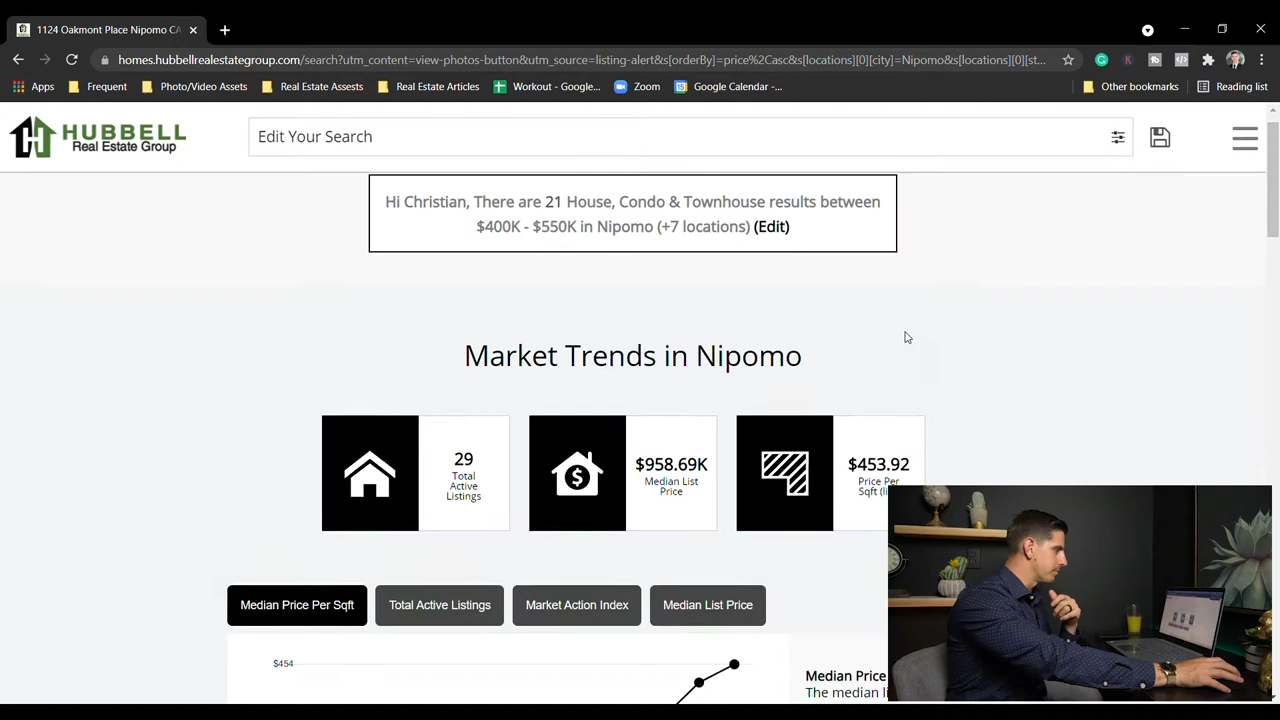 1124 Oakmont Place Nipomo CA
homes.hubbellrealestategroup.com/search?utm_content=view-photos-button&utm_source=listing-alert&s[orderBy]=price%2Casc&s[locations][0][city]=Nipomo&s[locations][0][st...
Apps Frequent Photo/Video Assets Real Estate Assests Real Estate Articles Workout - Google... Zoom 15 Google Calendar -... Other bookmarks Reading list
HUBBELL
Real Estate Group
Edit Your Search
Hi Christian, There are 21 House, Condo & Townhouse results between
$400K - $550K in Nipomo (+7 locations) (Edit)
Market Trends in Nipomo
29
Total
Active
Listings
$958.69K
Median List
Price
$453.92
Price Per
Sqft (li
Median Price Per Sqft Total Active Listings Market Action Index Median List Price
$454
Median Price
The median li